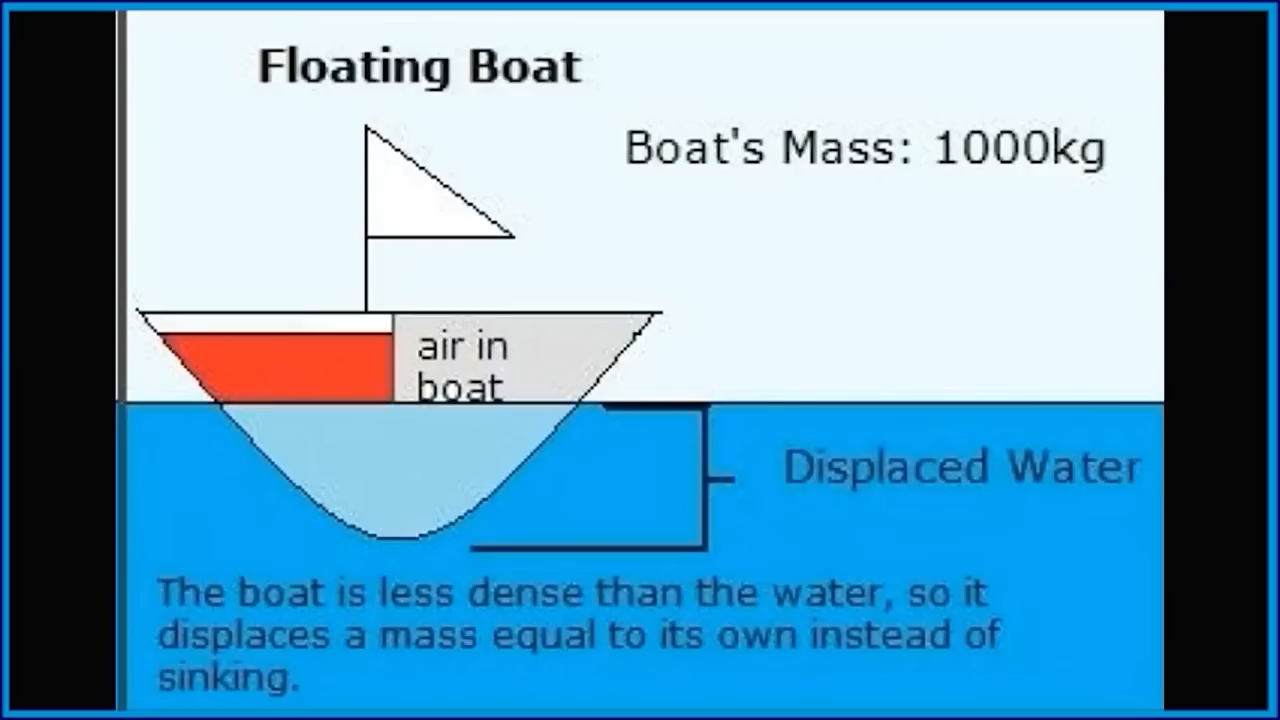 Floating Boat
Boat's Mass: 1000kg
air in
boat
Displaced Water
The boat is less dense than the water, so it
displaces a mass equal to its own instead of
sinking.